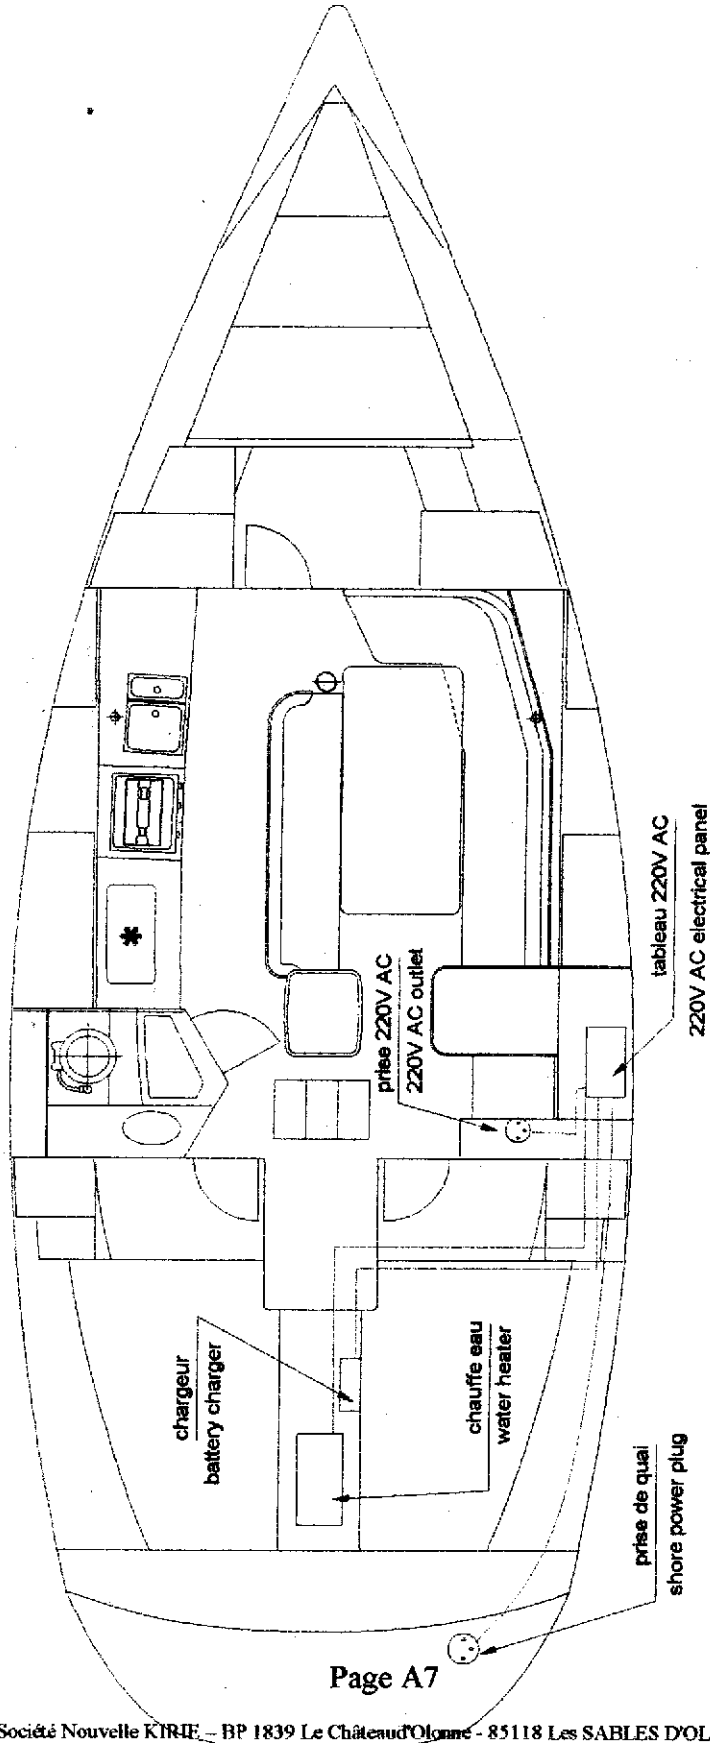 prise 220V AC
220V AC outlet
tableau 220V AC
220V AC electrical panel
chargeur
battery charger
chauffe eau
water heater
prise de quai
shore power plug
Page A7
Société Nouvelle KIRIE – BP 1839 Le Châteaud'Olonne - 85118 Les SABLES D'OL